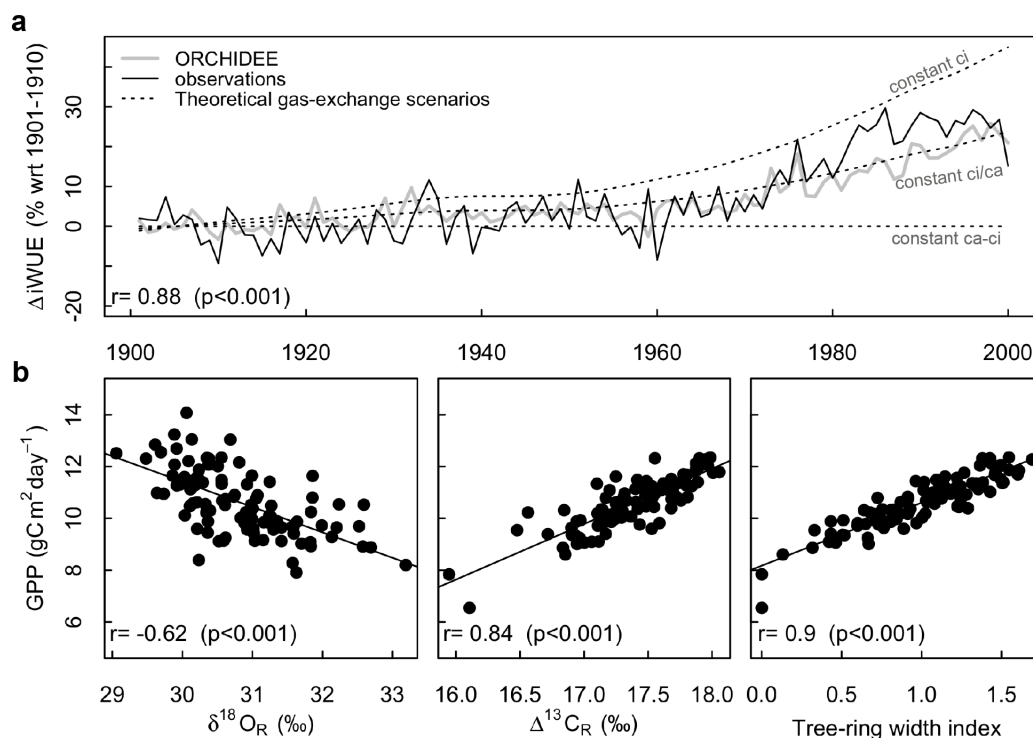 a
ΔiWUE (% wrt 1901-1910)
30
10
0
-20
ORCHIDEE
observations
Theoretical gas-exchange scenarios
constant ci
constant ci/ca
constant ca-ci
r= 0.88 (p<0.001)
1900 1920 1940 1960 1980 2000
b
GPP (gCm²day⁻¹)
14
12
10
8
6
r= -0.62 (p<0.001)
r= 0.84 (p<0.001)
r= 0.9 (p<0.001)
29 30 31 32 33
16.0 16.5 17.0 17.5 18.0
0.0 0.5 1.0 1.5
δ¹⁸O_R (‰)
Δ¹³C_R (‰)
Tree-ring width index